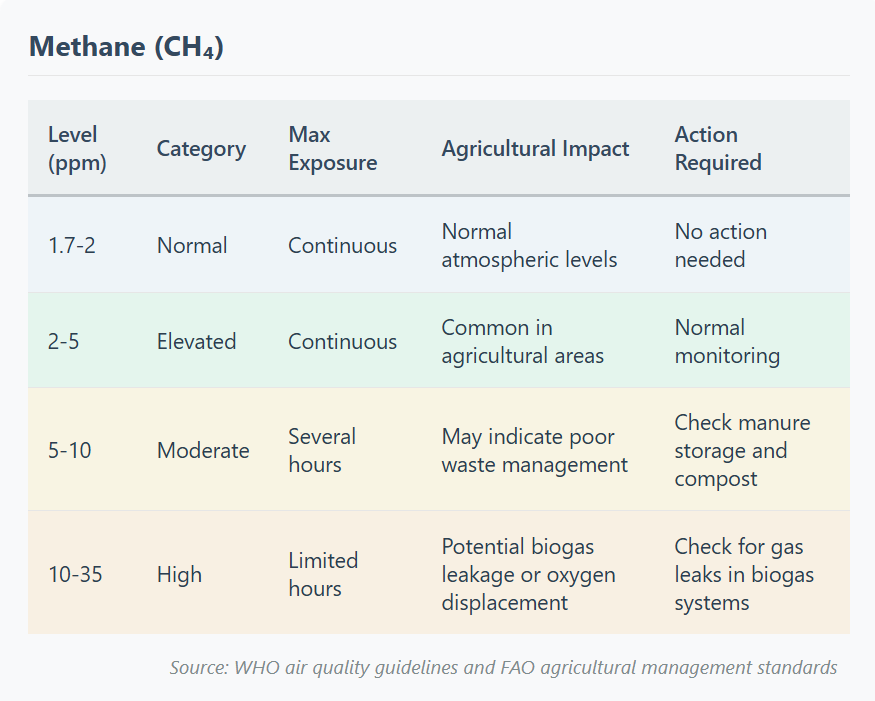 Methane (CH₄)
Level (ppm) Category Max Exposure Agricultural Impact Action Required
1.7-2 Normal Continuous Normal atmospheric levels No action needed
2-5 Elevated Continuous Common in agricultural areas Normal monitoring
5-10 Moderate Several hours May indicate poor waste management Check manure storage and compost
10-35 High Limited hours Potential biogas leakage or oxygen displacement Check for gas leaks in biogas systems
Source: WHO air quality guidelines and FAO agricultural management standards